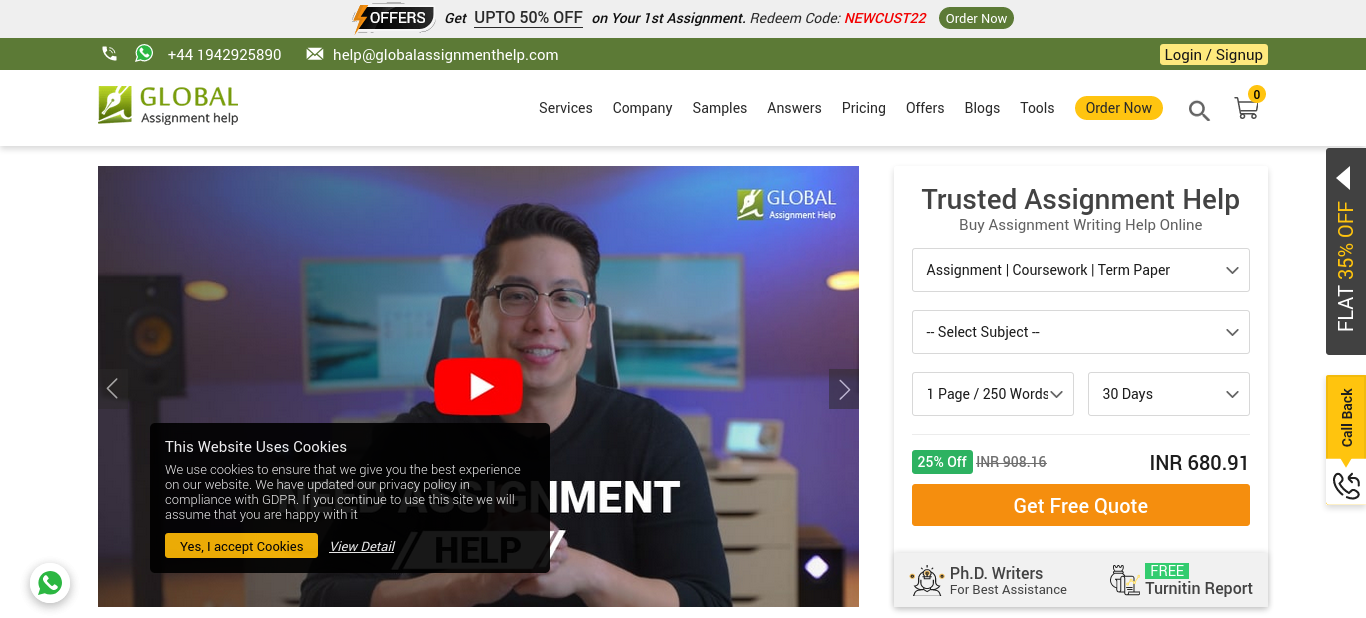 OFFERS Get UPTO 50% OFF on Your 1st Assignment. Redeem Code: NEWCUST22 Order Now
+44 1942925890 help@globalassignmenthelp.com Login / Signup
GLOBAL
Assignment help
Services Company Samples Answers Pricing Offers Blogs Tools Order Now 0
GLOBAL
Assignment Help
This Website Uses Cookies
We use cookies to ensure that we give you the best experience
on our website. We have updated our privacy policy in
compliance with GDPR. If you continue to use this site we will
assume that you are happy with it
Yes, I accept Cookies View Detail
ASSIGNMENT
// HELP //
Trusted Assignment Help
Buy Assignment Writing Help Online
Assignment | Coursework | Term Paper
-- Select Subject --
1 Page / 250 Words 30 Days
25% Off INR 908.16 INR 680.91
Get Free Quote
Ph.D. Writers
For Best Assistance
FREE
Turnitin Report
FLAT 35% OFF
Call Back